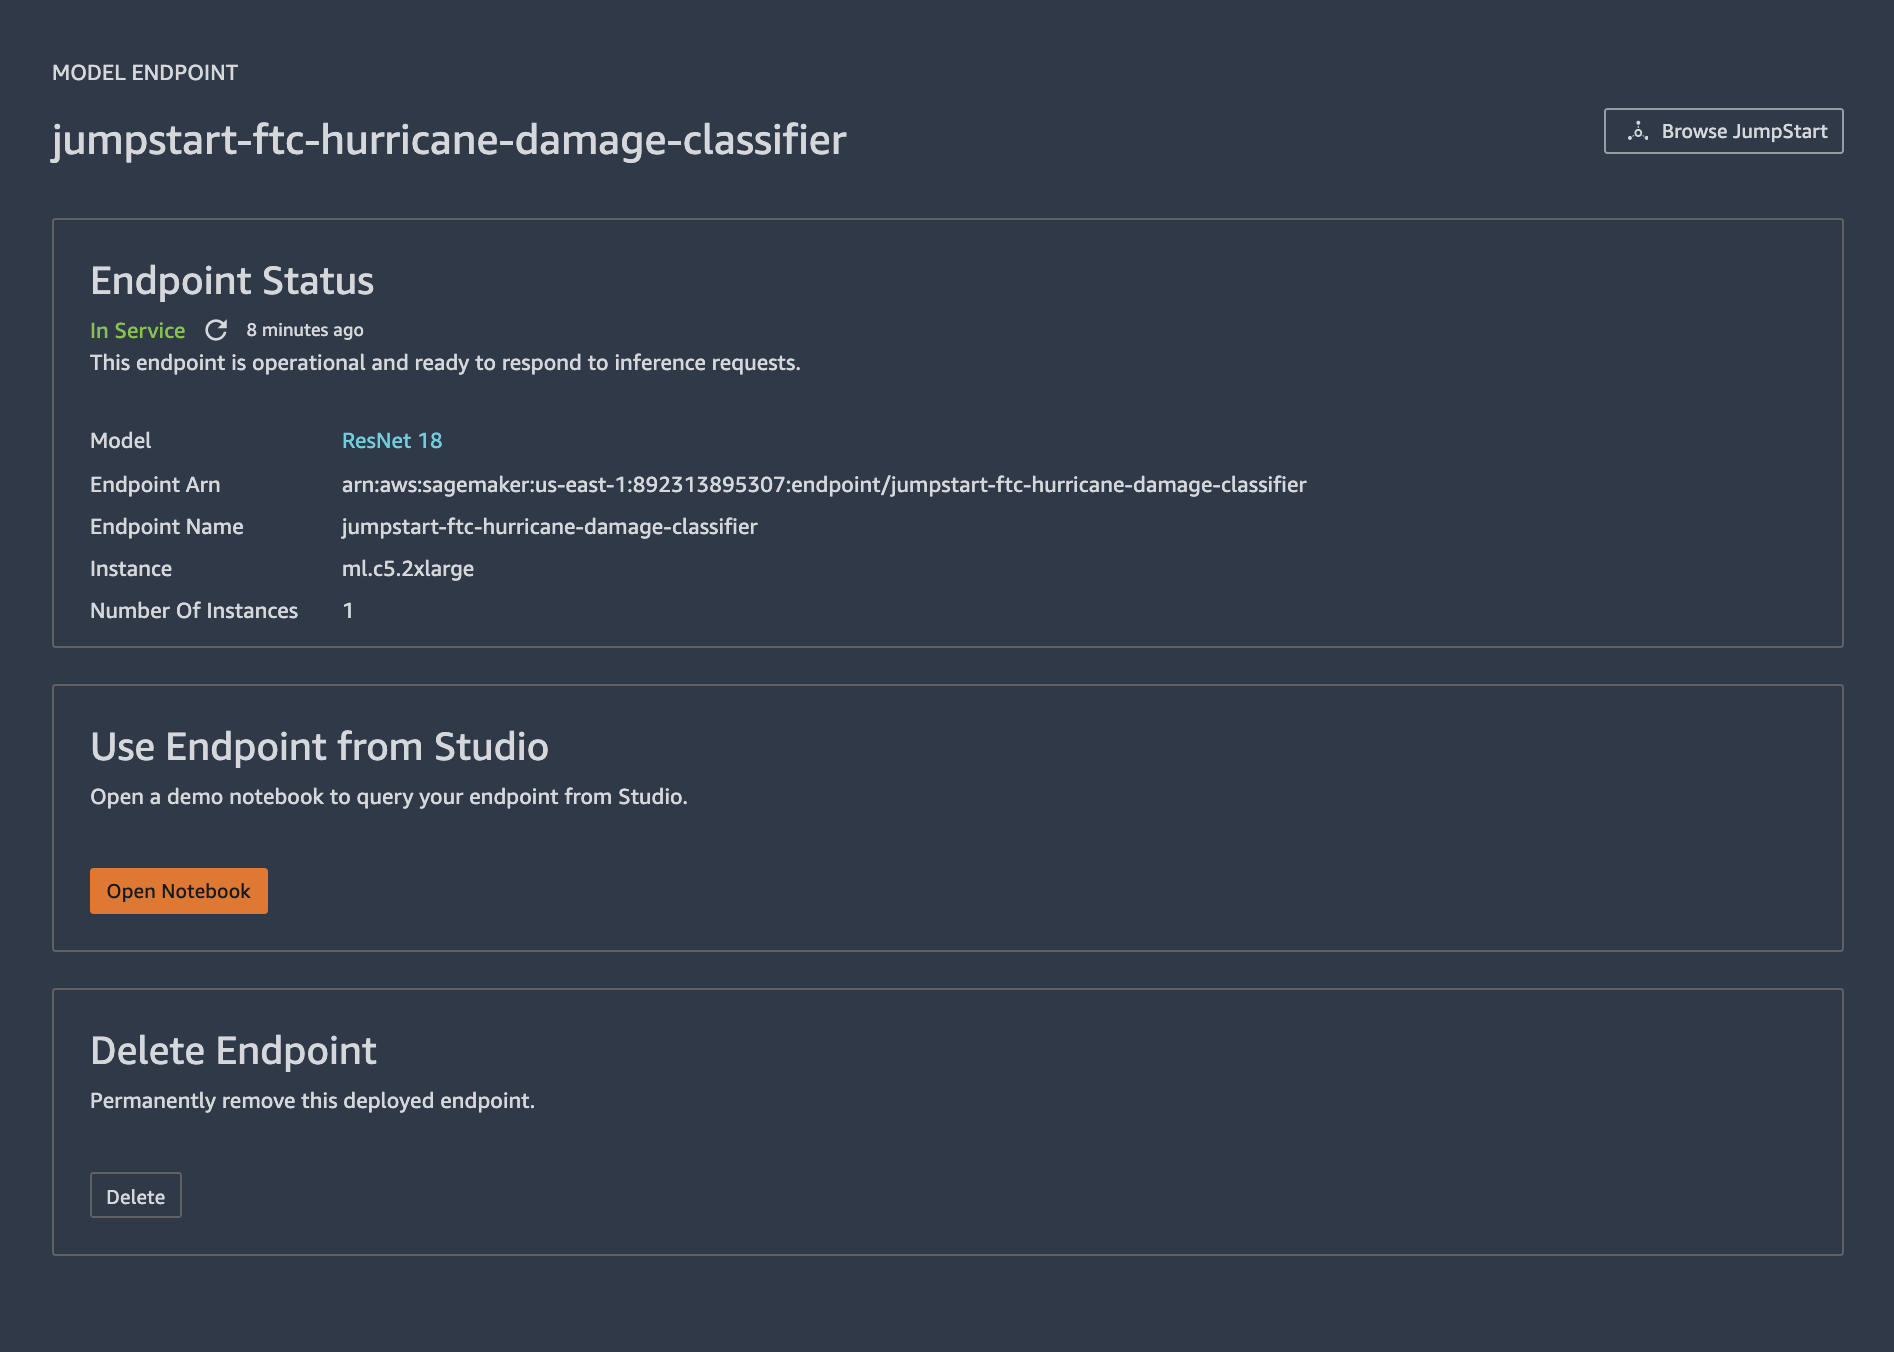 MODEL ENDPOINT
jumpstart-ftc-hurricane-damage-classifier
Browse JumpStart
Endpoint Status
In Service 8 minutes ago
This endpoint is operational and ready to respond to inference requests.
Model ResNet 18
Endpoint Arn arn:aws:sagemaker:us-east-1:892313895307:endpoint/jumpstart-ftc-hurricane-damage-classifier
Endpoint Name jumpstart-ftc-hurricane-damage-classifier
Instance ml.c5.2xlarge
Number Of Instances 1
Use Endpoint from Studio
Open a demo notebook to query your endpoint from Studio.
Open Notebook
Delete Endpoint
Permanently remove this deployed endpoint.
Delete